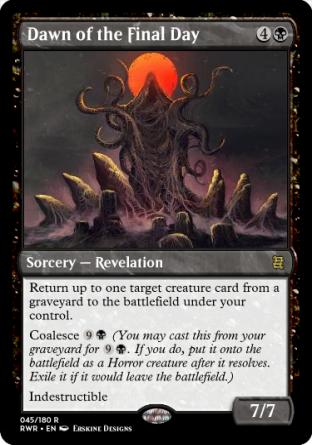 Dawn of the Final Day 4
Sorcery — Revelation
Return up to one target creature card from a
graveyard to the battlefield under your
control.
Coalesce 9 (You may cast this from your
graveyard for 9 . If you do, put it onto the
battlefield as a Horror creature after it resolves.
Exile it if it would leave the battlefield.)
Indestructible
7/7
045/180 R
RWR • EN Erskine Designs